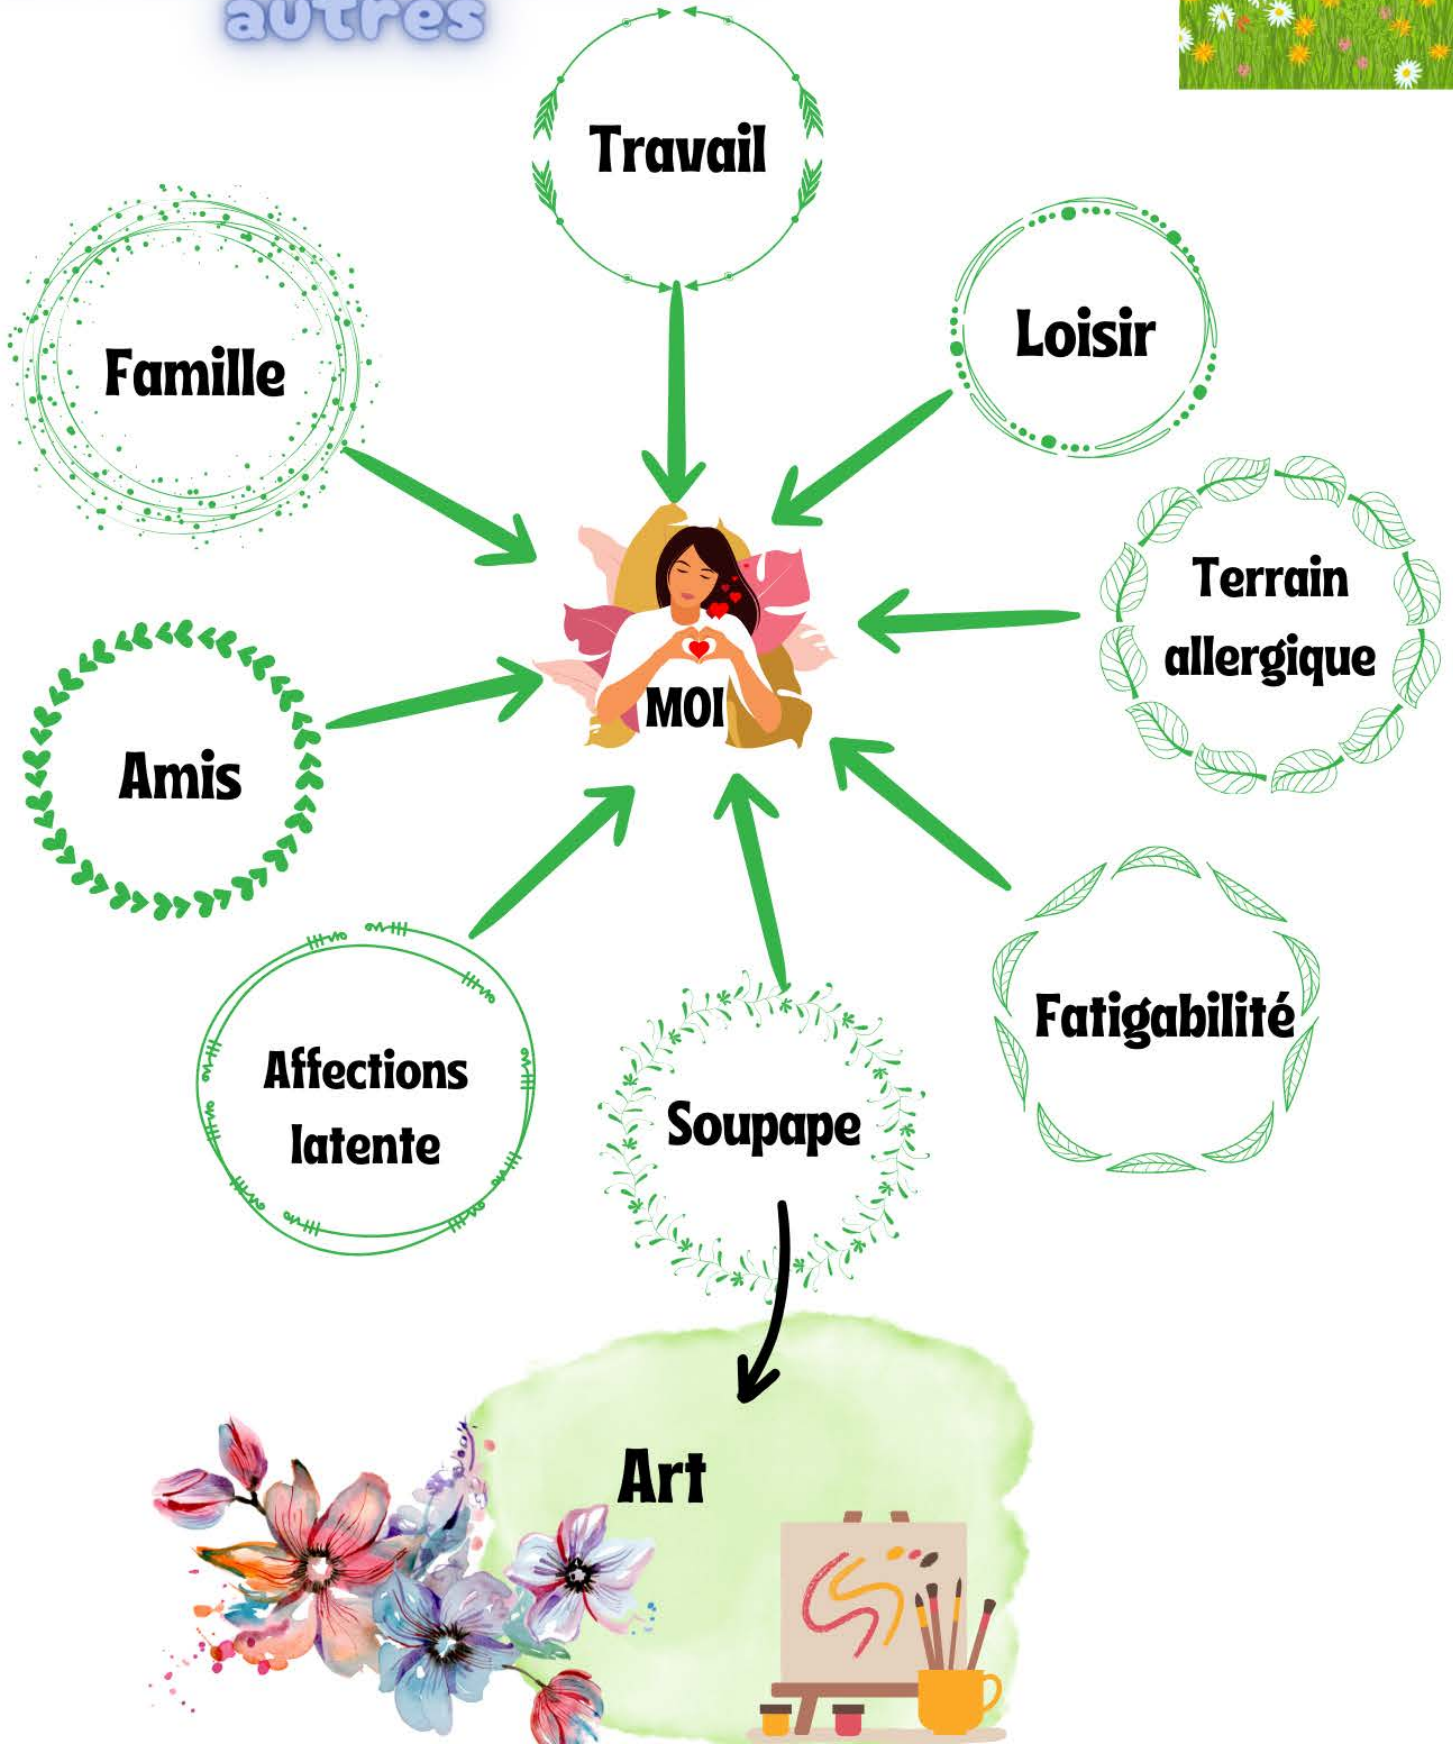 autres
Travail
Loisir
Famille
Terrain
allergique
MOI
Amis
Fatigabilité
Affections
latente
Soupape
Art